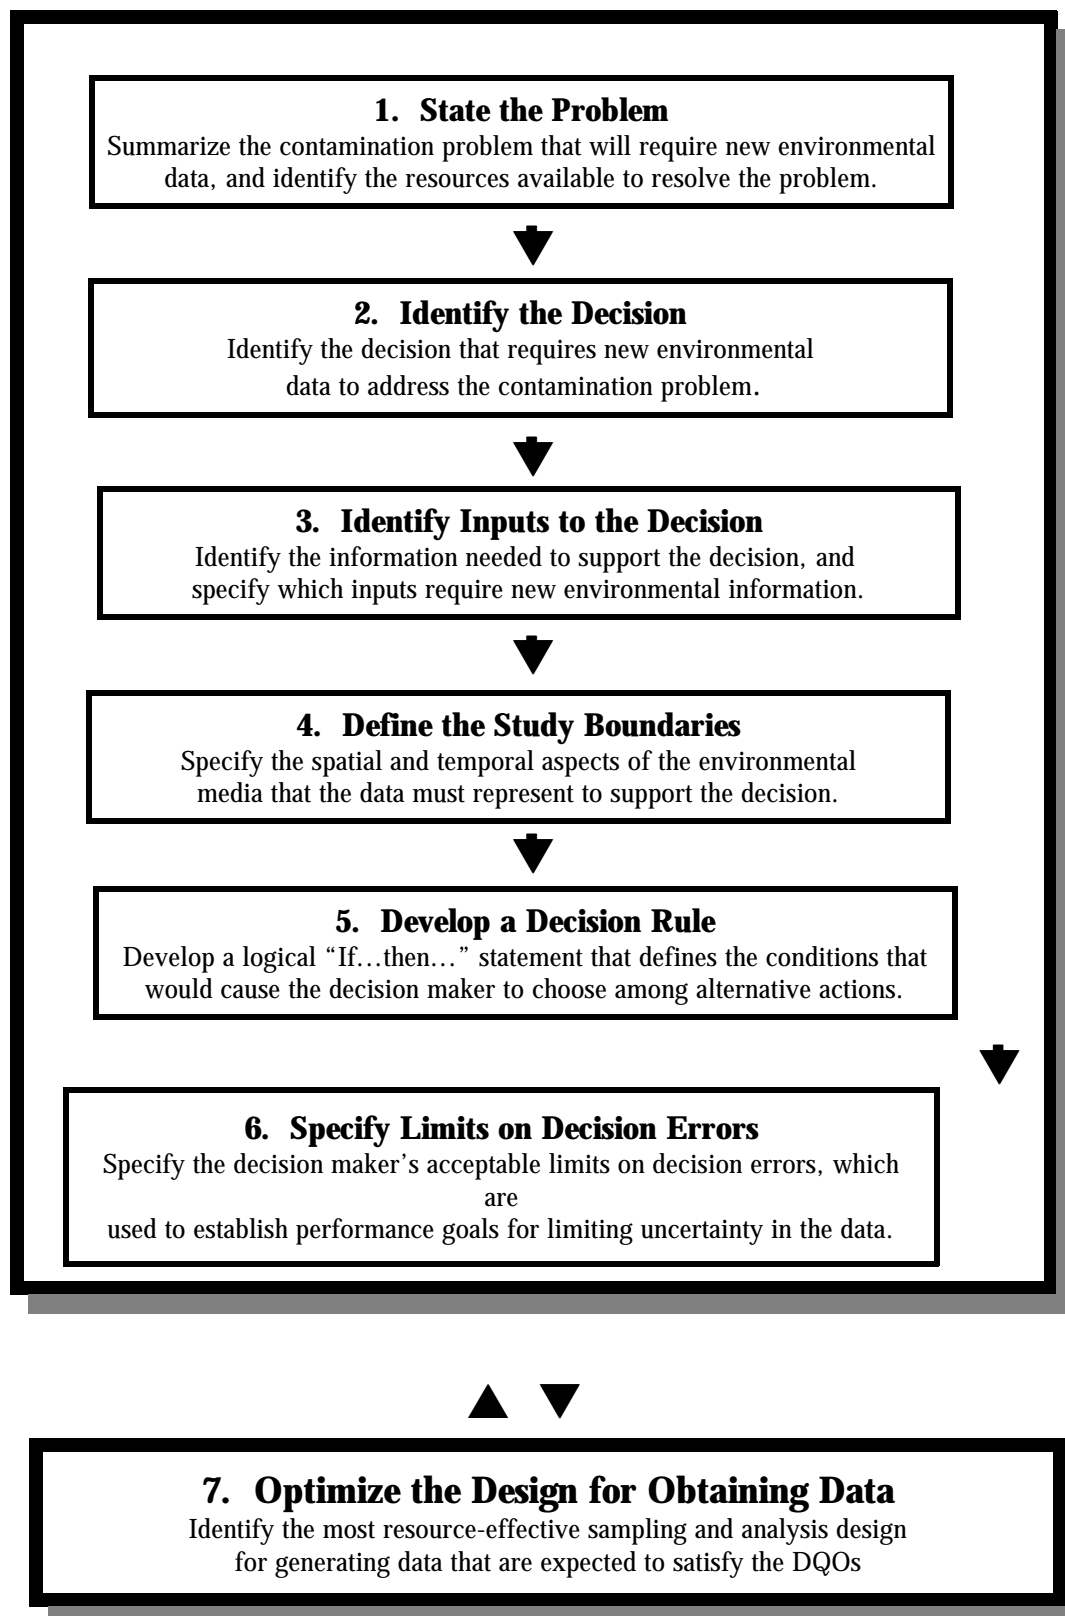 1. State the Problem
Summarize the contamination problem that will require new environmental
data, and identify the resources available to resolve the problem.
2. Identify the Decision
Identify the decision that requires new environmental
data to address the contamination problem.
3. Identify Inputs to the Decision
Identify the information needed to support the decision, and
specify which inputs require new environmental information.
4. Define the Study Boundaries
Specify the spatial and temporal aspects of the environmental
media that the data must represent to support the decision.
5. Develop a Decision Rule
Develop a logical “If…then…” statement that defines the conditions that
would cause the decision maker to choose among alternative actions.
6. Specify Limits on Decision Errors
Specify the decision maker’s acceptable limits on decision errors, which
are
used to establish performance goals for limiting uncertainty in the data.
7. Optimize the Design for Obtaining Data
Identify the most resource-effective sampling and analysis design
for generating data that are expected to satisfy the DQOs